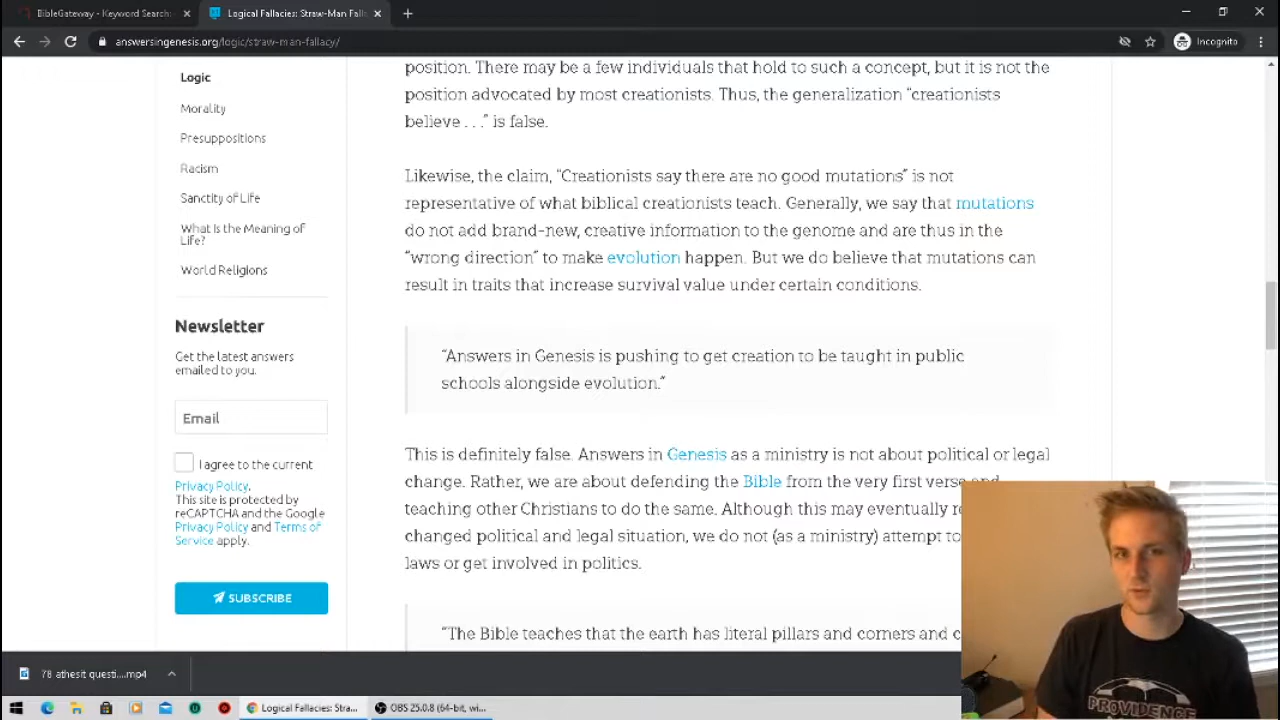 BibleGateway - Keyword Search:
Logical Fallacies: Straw-Man Fall
answersingenesis.org/logic/straw-man-fallacy/
Incognito
Logic
Morality
Presuppositions
Racism
Sanctity of Life
What Is the Meaning of
Life?
World Religions
Newsletter
Get the latest answers
emailed to you.
Email
I agree to the current
Privacy Policy.
This site is protected by
reCAPTCHA and the Google
Privacy Policy and Terms of
Service apply.
SUBSCRIBE
position. There may be a few individuals that hold to such a concept, but it is not the
position advocated by most creationists. Thus, the generalization “creationists
believe . . .” is false.
Likewise, the claim, “Creationists say there are no good mutations” is not
representative of what biblical creationists teach. Generally, we say that mutations
do not add brand-new, creative information to the genome and are thus in the
“wrong direction” to make evolution happen. But we do believe that mutations can
result in traits that increase survival value under certain conditions.
“Answers in Genesis is pushing to get creation to be taught in public
schools alongside evolution.”
This is definitely false. Answers in Genesis as a ministry is not about political or legal
change. Rather, we are about defending the Bible from the very first verse and
teaching other Christians to do the same. Although this may eventually
changed political and legal situation, we do not (as a ministry) attempt to
laws or get involved in politics.
“The Bible teaches that the earth has literal pillars and corners and
PROVIDENCE
78 athesit questi....mp4
Logical Fallacies: Stra...
OBS 25.0.8 (64-bit, wi...